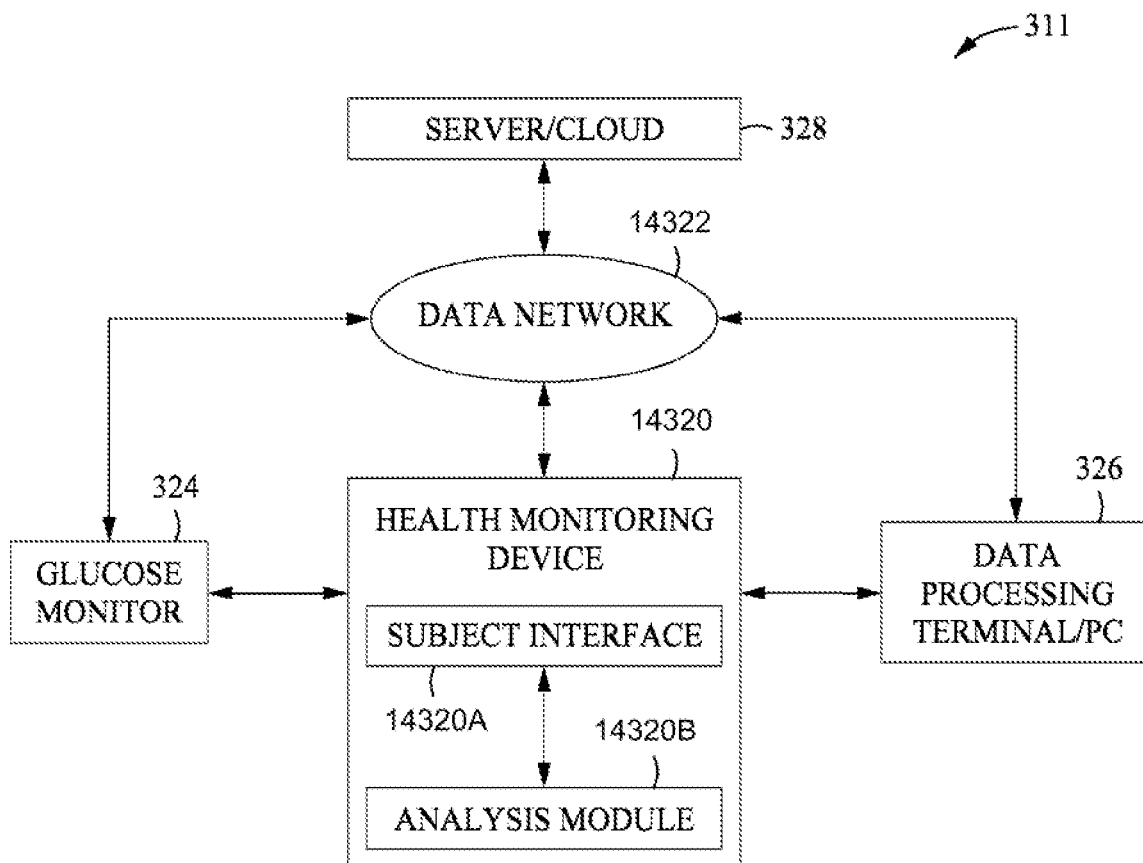 311
SERVER/CLOUD
328
14322
DATA NETWORK
14320
324
326
HEALTH MONITORING
DEVICE
GLUCOSE
MONITOR
DATA
PROCESSING
TERMINAL/PC
SUBJECT INTERFACE
14320A
14320B
ANALYSIS MODULE